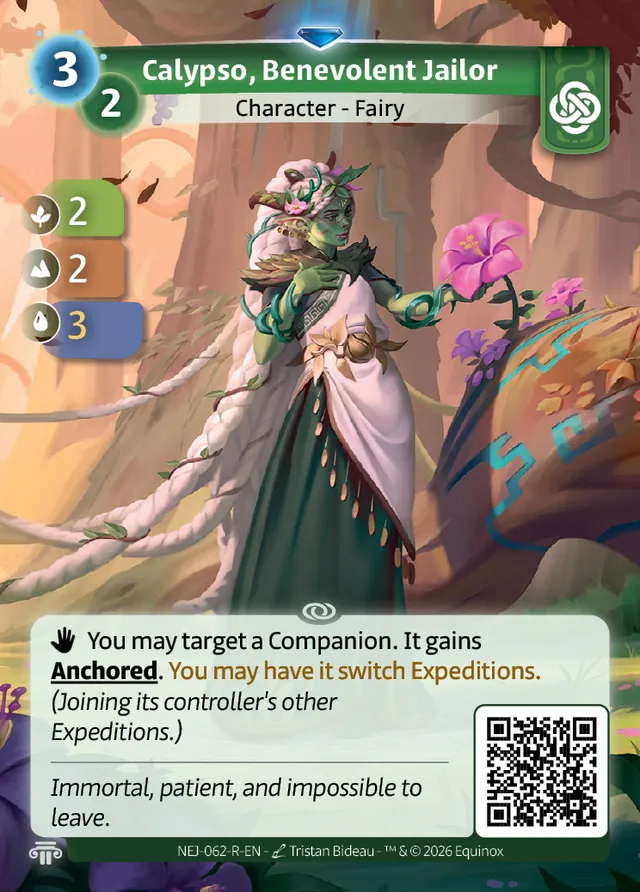 3
Calypso, Benevolent Jailor
2
Character - Fairy
2
2
3
You may target a Companion. It gains
Anchored. You may have it switch Expeditions.
(Joining its controller's other
Expeditions.)
Immortal, patient, and impossible to
leave.
NEJ-062-R-EN - Tristan Bideau - ™ & © 2026 Equinox